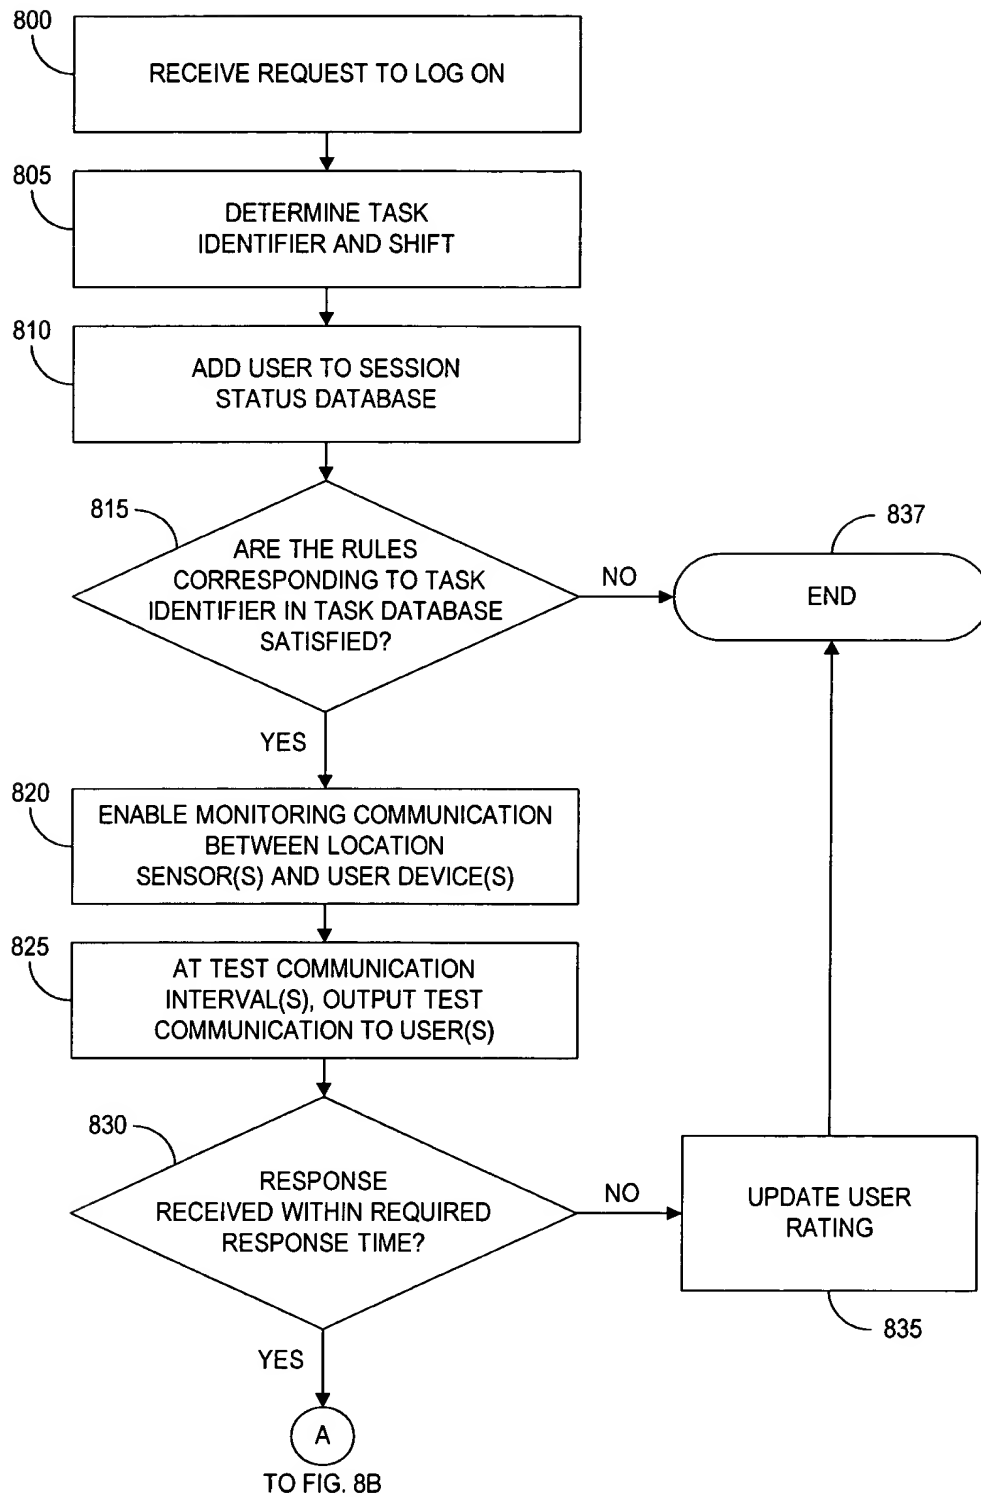 800
RECEIVE REQUEST TO LOG ON
805
DETERMINE TASK
IDENTIFIER AND SHIFT
810
ADD USER TO SESSION
STATUS DATABASE
815
ARE THE RULES
CORRESPONDING TO TASK
IDENTIFIER IN TASK DATABASE
SATISFIED?
NO
837
END
YES
820
ENABLE MONITORING COMMUNICATION
BETWEEN LOCATION
SENSOR(S) AND USER DEVICE(S)
825
AT TEST COMMUNICATION
INTERVAL(S), OUTPUT TEST
COMMUNICATION TO USER(S)
830
RESPONSE
RECEIVED WITHIN REQUIRED
RESPONSE TIME?
NO
UPDATE USER
RATING
835
YES
A
TO FIG. 8B